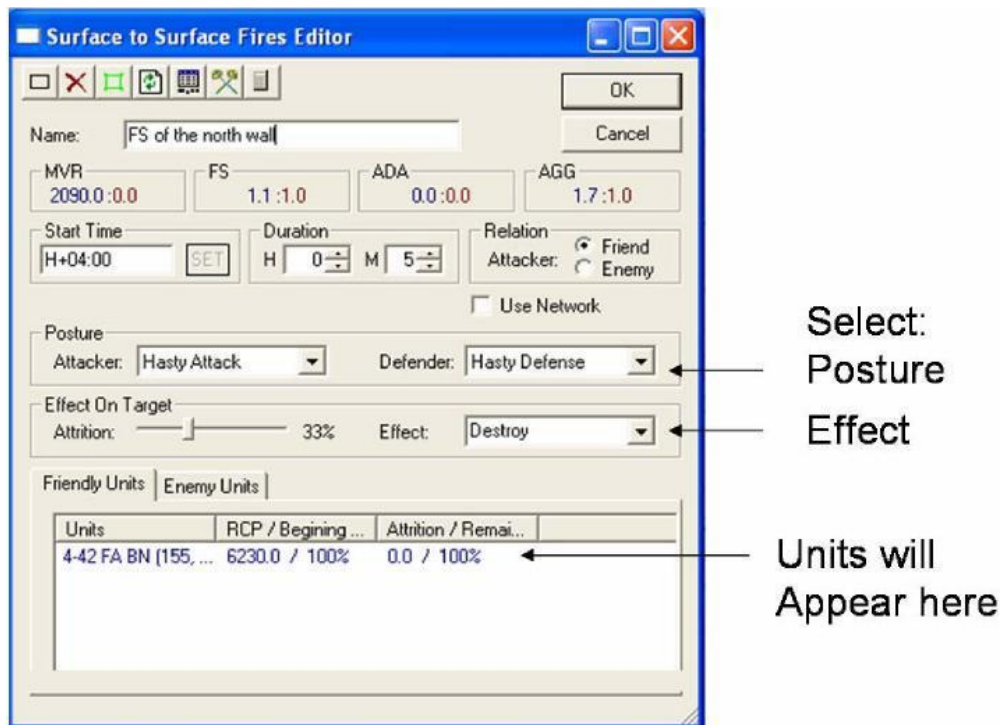 Surface to Surface Fires Editor
OK
Name: FS of the north wall
Cancel
MVR FS ADA AGG
2090.0 :0.0 1.1 :1.0 0.0 :0.0 1.7 :1.0
Start Time Duration Relation
H+04:00 SET H 0 M 5 Attacker: Friend
Enemy
Use Network
Select:
Posture
Posture
Attacker: Hasty Attack Defender: Hasty Defense
Effect On Target
Attrition: 33% Effect: Destroy
Effect
Friendly Units Enemy Units
Units RCP / Begining ... Attrition / Remai...
4-42 FA BN (155, ... 6230.0 / 100% 0.0 / 100%
Units will
Appear here